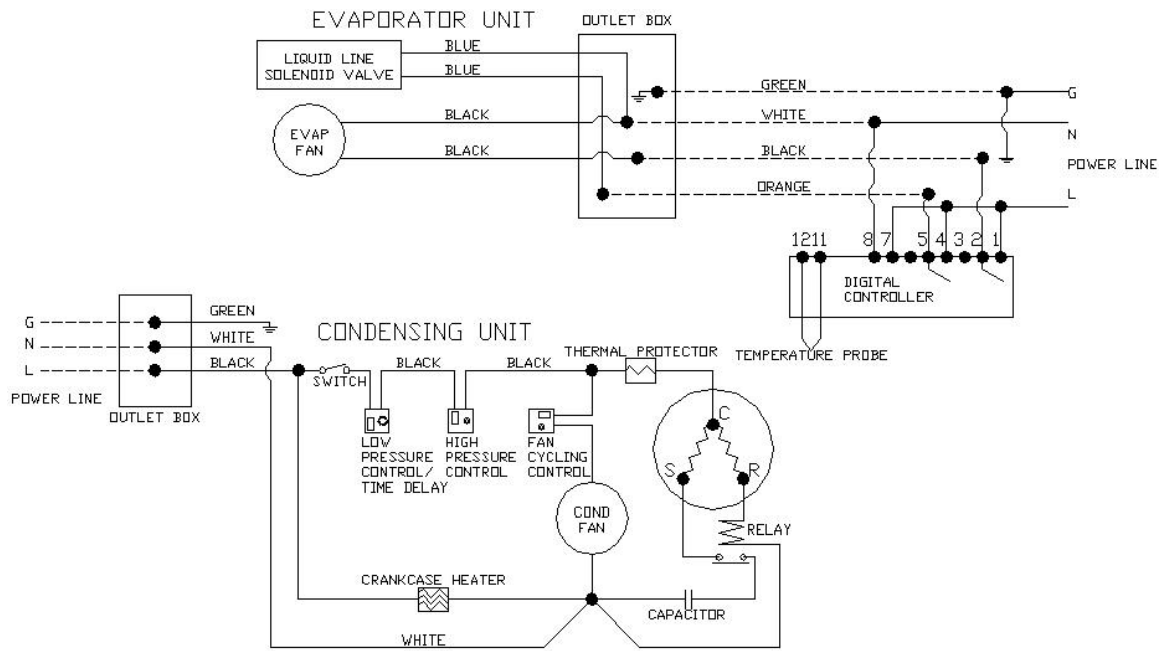 EVAPORATOR UNIT
OUTLET BOX
LIQUID LINE
SOLENOID VALVE
BLUE
BLUE
EVAP
FAN
BLACK
BLACK
GREEN
WHITE
BLACK
ORANGE
G
N
POWER LINE
L
12 11 8 7 5 4 3 2 1
DIGITAL
CONTROLLER
TEMPERATURE PROBE
CONDENSING UNIT
G
N
L
POWER LINE
OUTLET BOX
GREEN
WHITE
BLACK
SWITCH
BLACK
BLACK
THERMAL PROTECTOR
LOW
PRESSURE
CONTROL/
TIME DELAY
HIGH
PRESSURE
CONTROL
FAN
CYCLING
CONTROL
C
S
R
COND
FAN
RELAY
CRANKCASE HEATER
CAPACITOR
WHITE